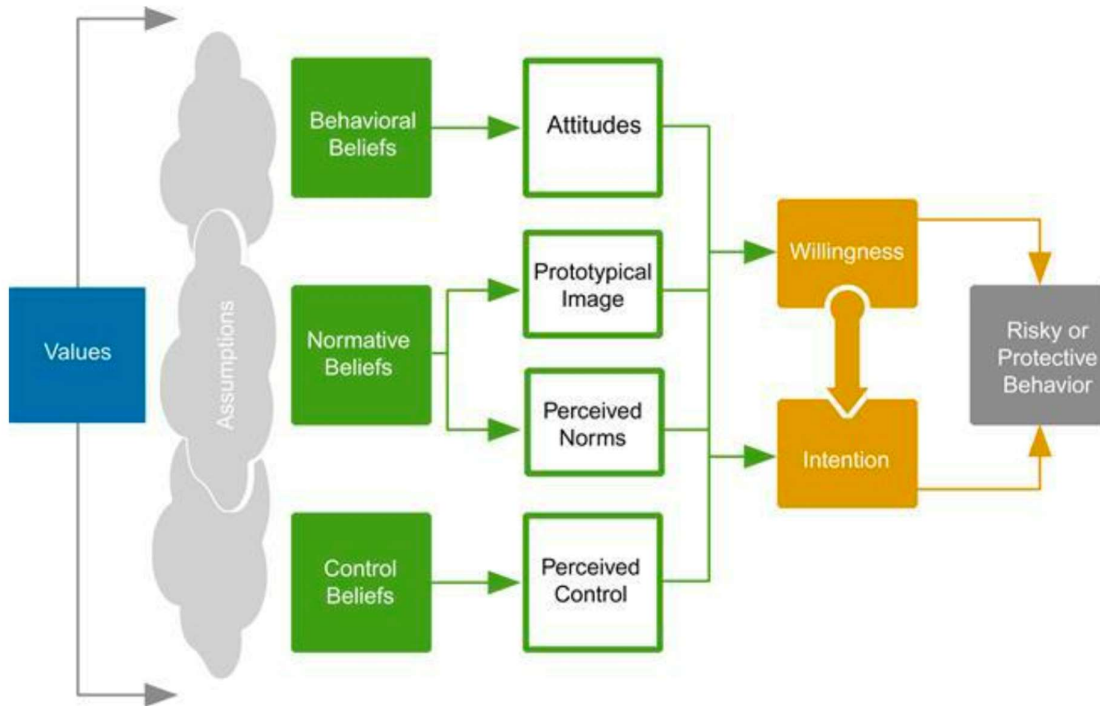 Values
Assumptions
Behavioral
Beliefs
Attitudes
Normative
Beliefs
Prototypical
Image
Perceived
Norms
Control
Beliefs
Perceived
Control
Willingness
Intention
Risky or
Protective
Behavior